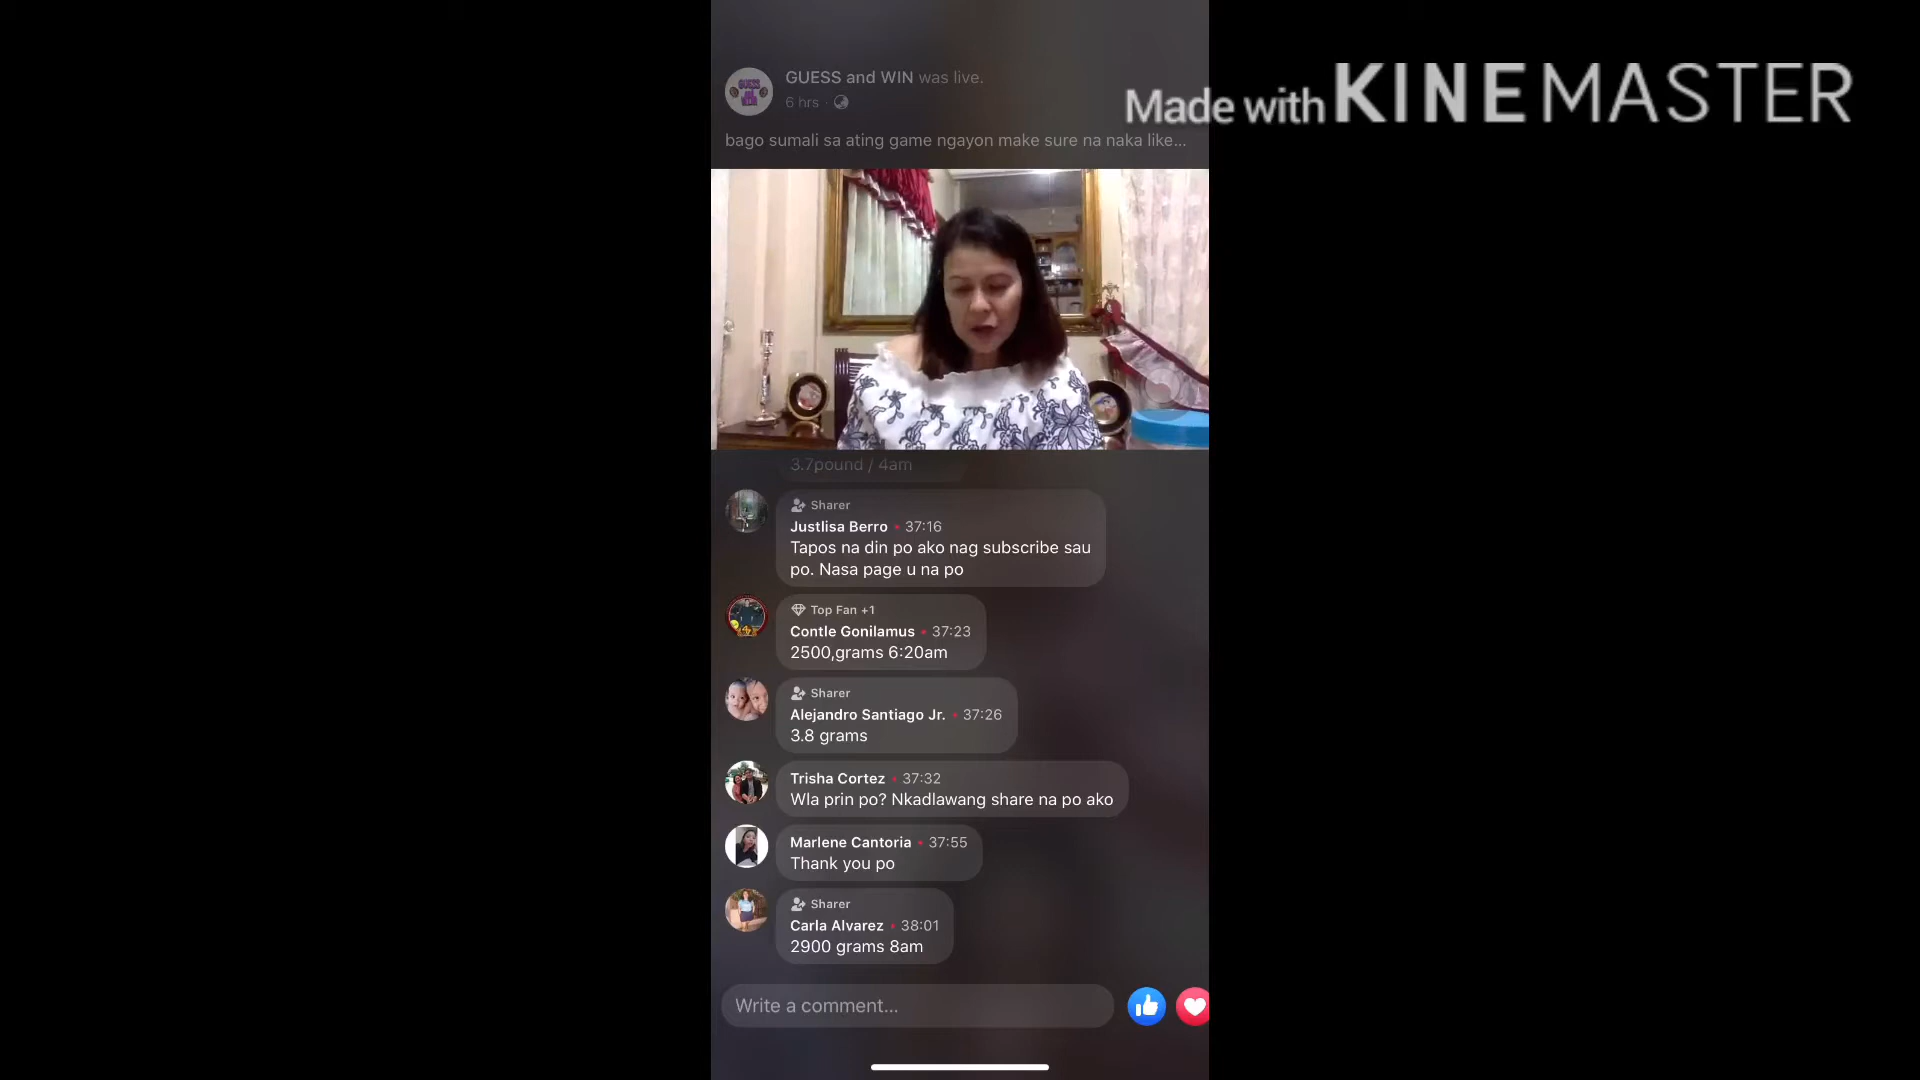 GUESS and WIN was live.
6 hrs
Made with KINEMASTER
bago sumali sa ating game ngayon make sure na naka like...
3.7pound / 4am
Sharer
Justlisa Berro • 37:16
Tapos na din po ako nag subscribe sau
po. Nasa page u na po
Top Fan +1
Contle Gonilamus • 37:23
2500,grams 6:20am
Sharer
Alejandro Santiago Jr. • 37:26
3.8 grams
Trisha Cortez • 37:32
Wla prin po? Nkadlawang share na po ako
Marlene Cantoria • 37:55
Thank you po
Sharer
Carla Alvarez • 38:01
2900 grams 8am
Write a comment...